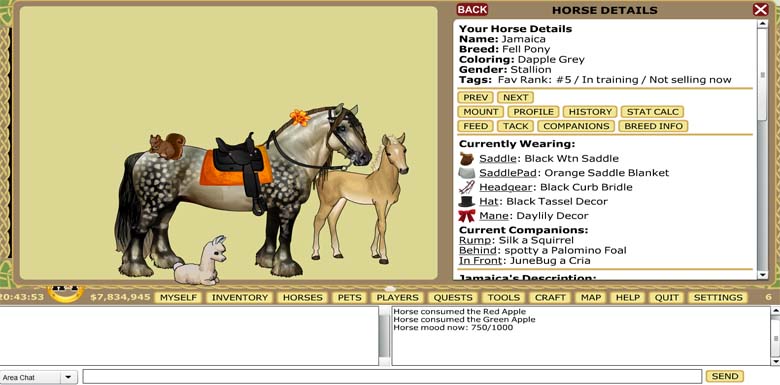 BACK
HORSE DETAILS
Your Horse Details
Name: Jamaica
Breed: Fell Pony
Coloring: Dapple Grey
Gender: Stallion
Tags: Fav Rank: #5 / In training / Not selling now
PREV NEXT
MOUNT PROFILE HISTORY STAT CALC
FEED TACK COMPANIONS BREED INFO
Currently Wearing:
Saddle: Black Wtn Saddle
SaddlePad: Orange Saddle Blanket
Headgear: Black Curb Bridle
Hat: Black Tassel Decor
Mane: Daylily Decor
Current Companions:
Rump: Silk a Squirrel
Behind: spotty a Palomino Foal
In Front: JuneBug a Cria
Jamaica's Description:
20:43:53 $7,834,945 MYSELF INVENTORY HORSES PETS PLAYERS QUESTS TOOLS CRAFT MAP HELP QUIT SETTINGS 6
Horse consumed the Red Apple
Horse consumed the Green Apple
Horse mood now: 750/1000
Area Chat
SEND